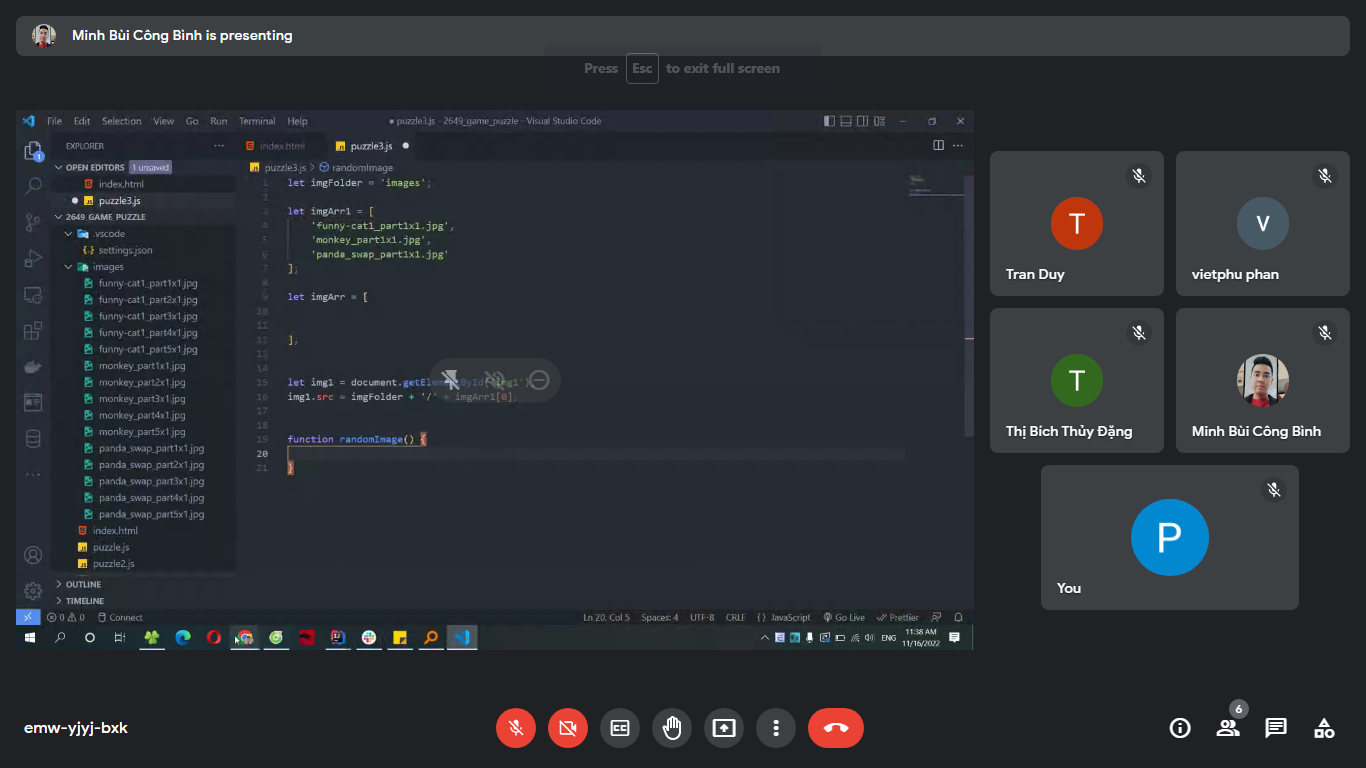 Minh Bùi Công Bình is presenting
Press Esc to exit full screen
File Edit Selection View Go Run Terminal Help
● puzzle3.js - 2649_game_puzzle - Visual Studio Code
EXPLORER ···
OPEN EDITORS 1 unsaved
index.html
puzzle3.js
2649_GAME_PUZZLE
.vscode
{..} settings.json
images
funny-cat1_part1x1.jpg
funny-cat1_part2x1.jpg
funny-cat1_part3x1.jpg
funny-cat1_part4x1.jpg
funny-cat1_part5x1.jpg
monkey_part1x1.jpg
monkey_part2x1.jpg
monkey_part3x1.jpg
monkey_part4x1.jpg
monkey_part5x1.jpg
panda_swap_part1x1.jpg
panda_swap_part2x1.jpg
panda_swap_part3x1.jpg
panda_swap_part4x1.jpg
panda_swap_part5x1.jpg
index.html
puzzle.js
puzzle2.js
OUTLINE
TIMELINE
index.html puzzle3.js
puzzle3.js > randomImage
1 let imgFolder = 'images';
2
3 let imgArr1 = [
4 'funny-cat1_part1x1.jpg',
5 'monkey_part1x1.jpg',
6 'panda_swap_part1x1.jpg'
7 ];
8
9 let imgArr = [
10
11
12 ];
13
14
15 let img1 = document.getElementById('img1')
16 img1.src = imgFolder + '/' + imgArr1[0];
17
18
19 function randomImage() {
20
21 }
0 0 Connect
Ln 20, Col 5 Spaces: 4 UTF-8 CRLF {} JavaScript Go Live Prettier
ENG 11:38 AM
11/16/2022
T
Tran Duy
V
vietphu phan
T
Thị Bích Thủy Đặng
Minh Bùi Công Bình
P
You
emw-yjyj-bxk
6